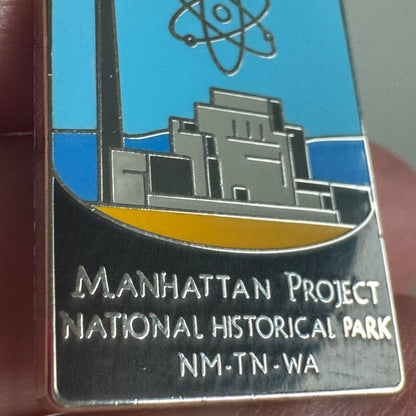 MANHATTAN PROJECT
NATIONAL HISTORICAL PARK
NM-TN-WA